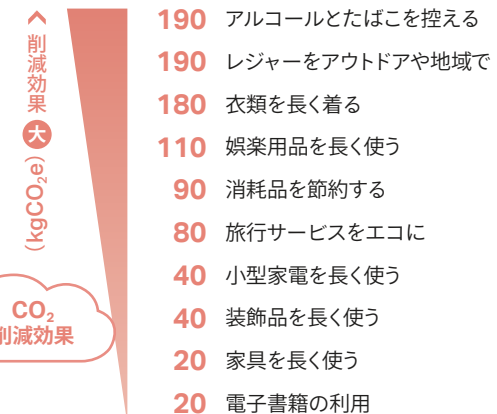 削減効果 大 (kgCO₂e)
190 アルコールとたばこを控える
190 レジャーをアウトドアや地域で
180 衣類を長く着る
110 娯楽用品を長く使う
90 消耗品を節約する
80 旅行サービスをエコに
40 小型家電を長く使う
40 装飾品を長く使う
20 家具を長く使う
20 電子書籍の利用
CO₂
削減効果